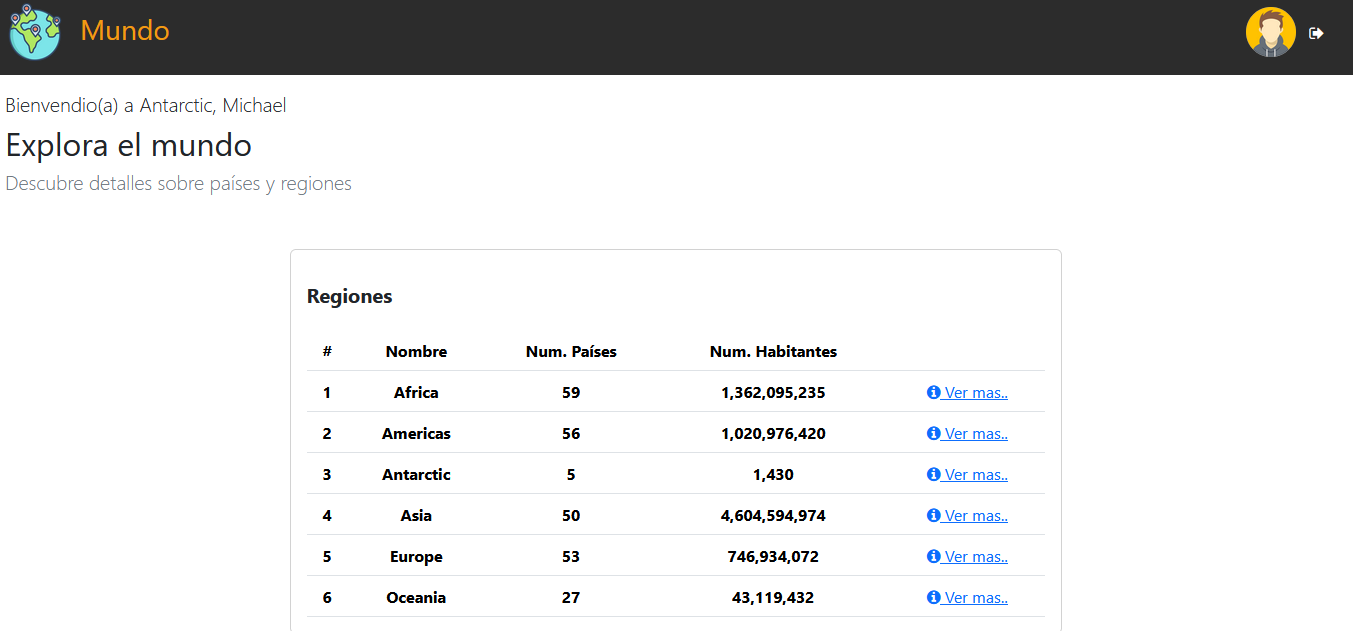 Mundo
Bienvendio(a) a Antarctic, Michael
Explora el mundo
Descubre detalles sobre países y regiones
Regiones
# Nombre Num. Países Num. Habitantes
1 Africa 59 1,362,095,235 Ver mas..
2 Americas 56 1,020,976,420 Ver mas..
3 Antarctic 5 1,430 Ver mas..
4 Asia 50 4,604,594,974 Ver mas..
5 Europe 53 746,934,072 Ver mas..
6 Oceania 27 43,119,432 Ver mas..